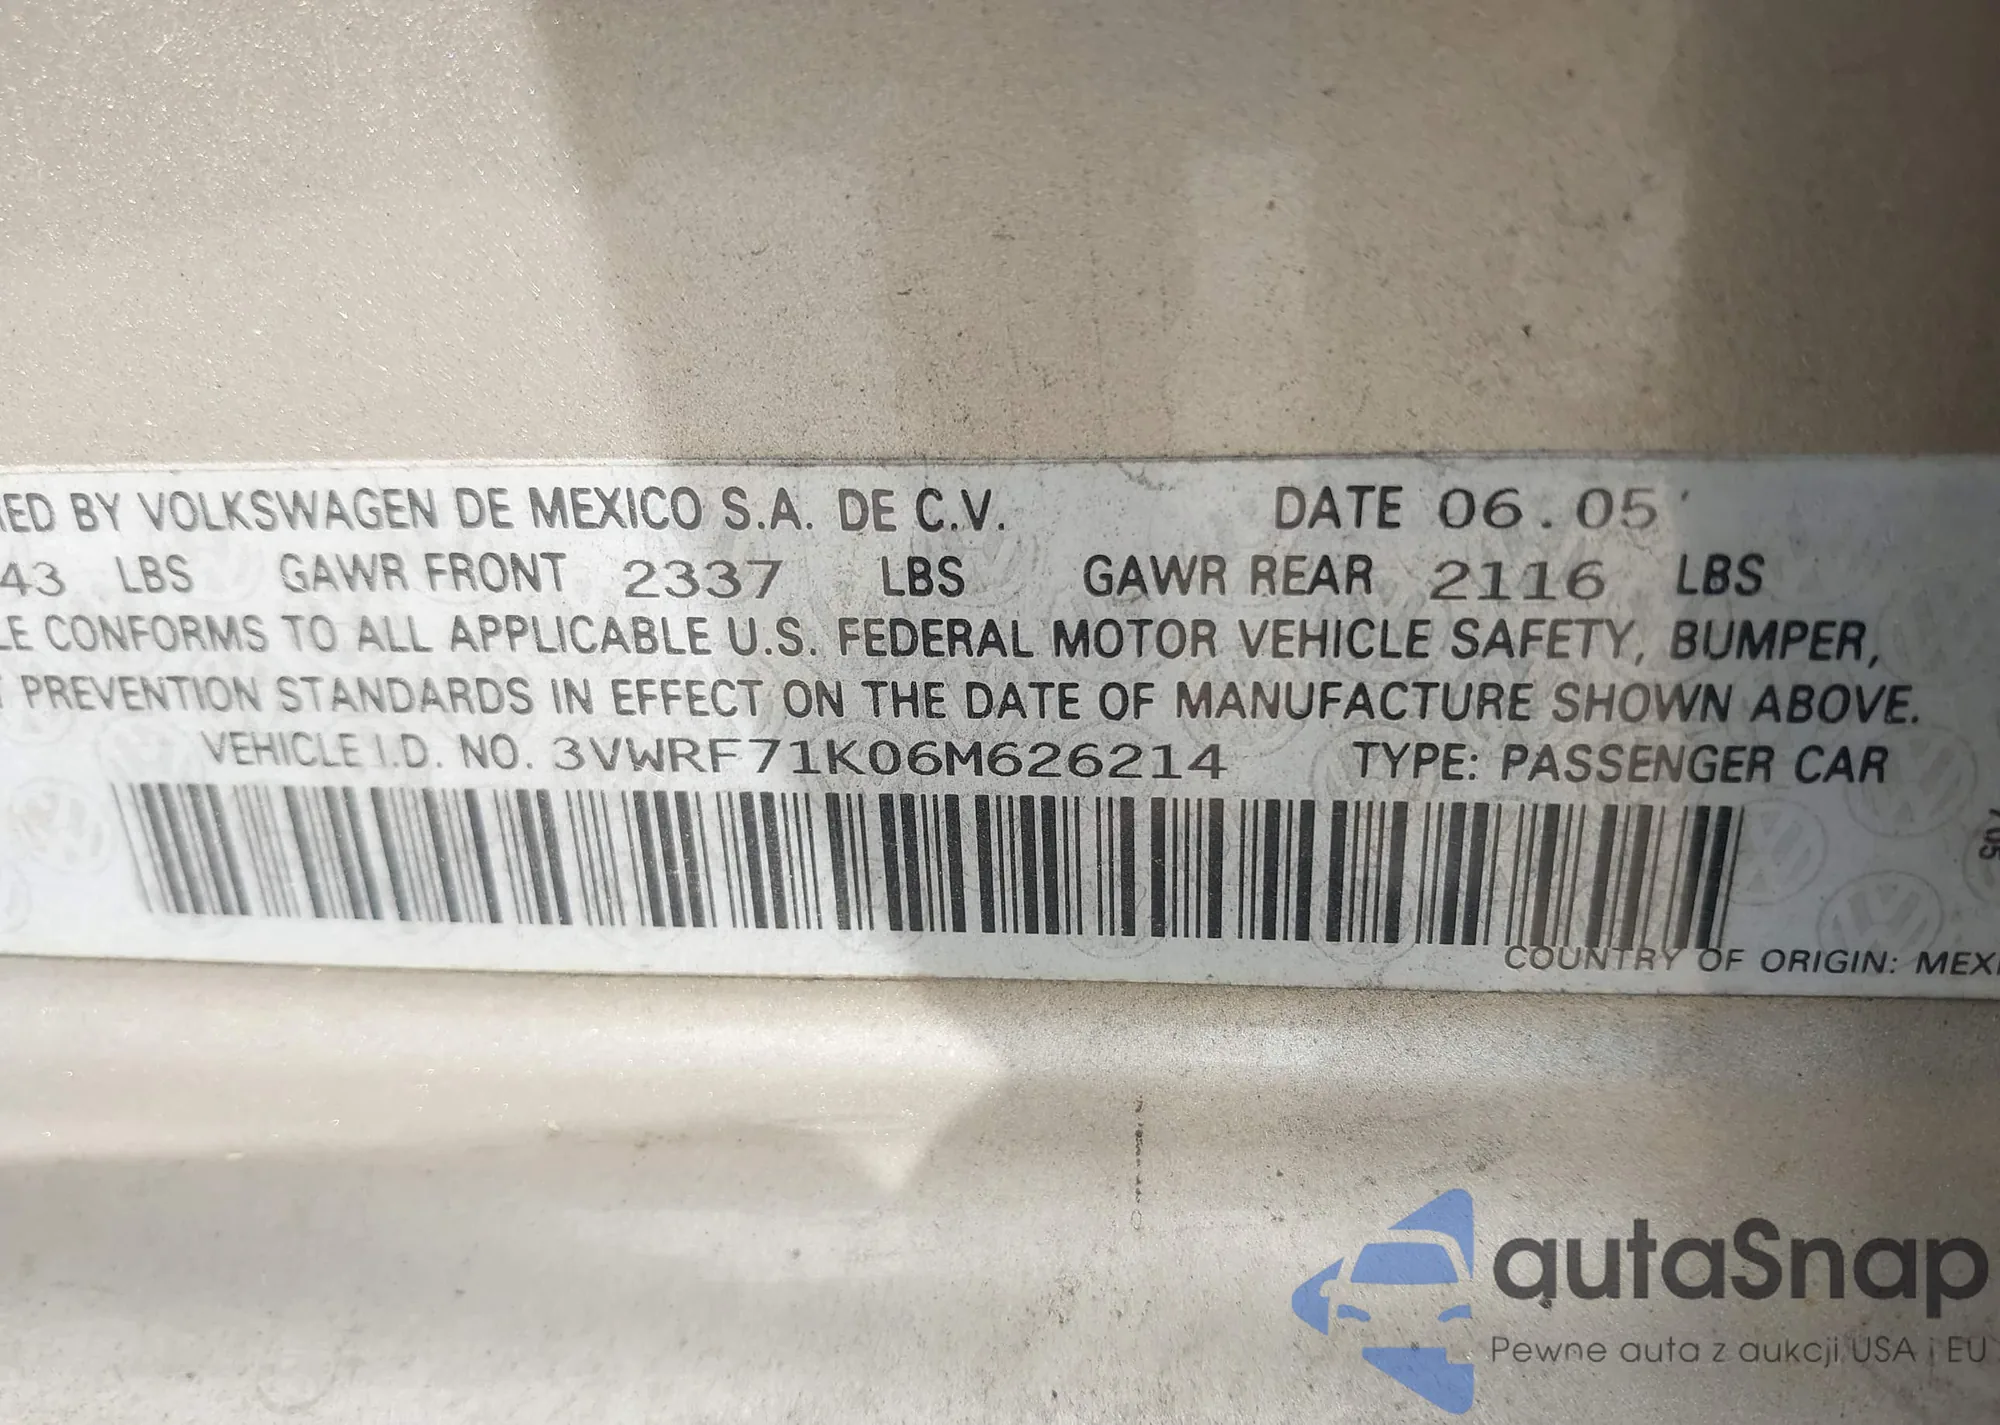 ED BY VOLKSWAGEN DE MEXICO S.A. DE C.V. DATE 06.05
43 LBS GAWR FRONT 2337 LBS GAWR REAR 2116 LBS
LE CONFORMS TO ALL APPLICABLE U.S. FEDERAL MOTOR VEHICLE SAFETY, BUMPER,
T PREVENTION STANDARDS IN EFFECT ON THE DATE OF MANUFACTURE SHOWN ABOVE.
VEHICLE I.D. NO. 3VWRF71K06M626214 TYPE: PASSENGER CAR
COUNTRY OF ORIGIN: MEXI
autaSnap
Pewne auta z aukcji USA i EU